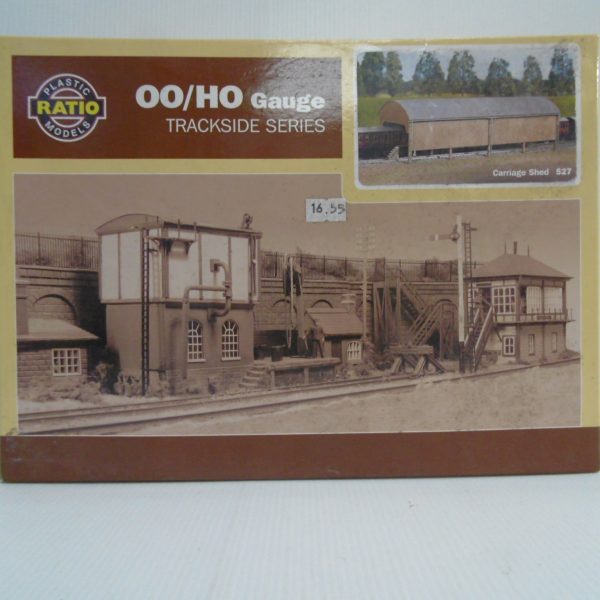 PLASTIC
RATIO
MODELS
OO/HO Gauge
TRACKSIDE SERIES
Carriage Shed 527
16.55